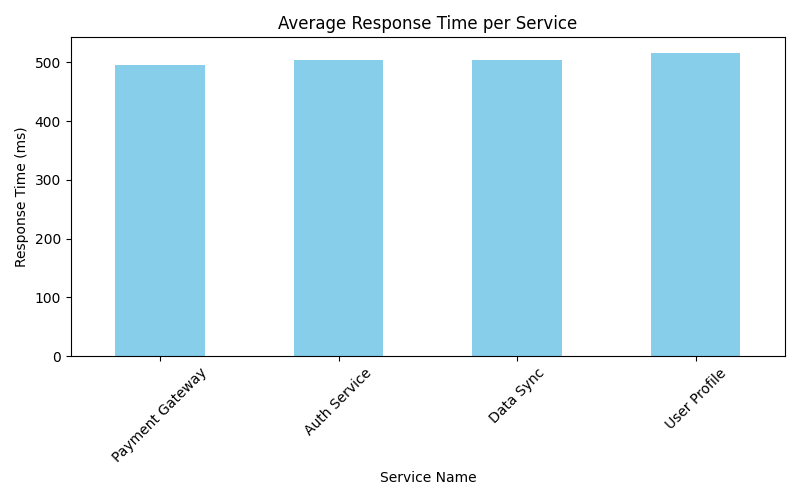 Average Response Time per Service
Response Time (ms)
500
400
300
200
100
0
Payment Gateway
Auth Service
Data Sync
User Profile
Service Name